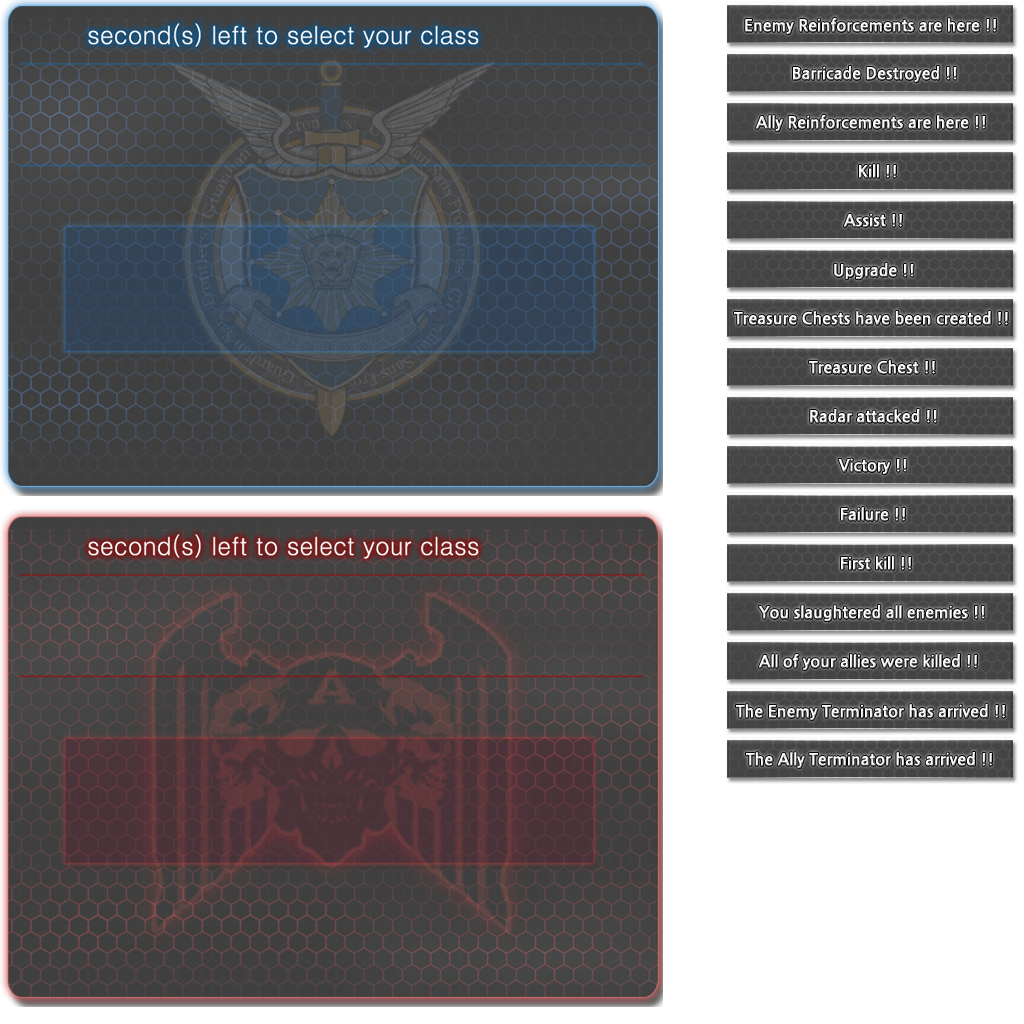 second(s) left to select your class
second(s) left to select your class
A
Enemy Reinforcements are here !!
Barricade Destroyed !!
Ally Reinforcements are here !!
Kill !!
Assist !!
Upgrade !!
Treasure Chests have been created !!
Treasure Chest !!
Radar attacked !!
Victory !!
Failure !!
First kill !!
You slaughtered all enemies !!
All of your allies were killed !!
The Enemy Terminator has arrived !!
The Ally Terminator has arrived !!